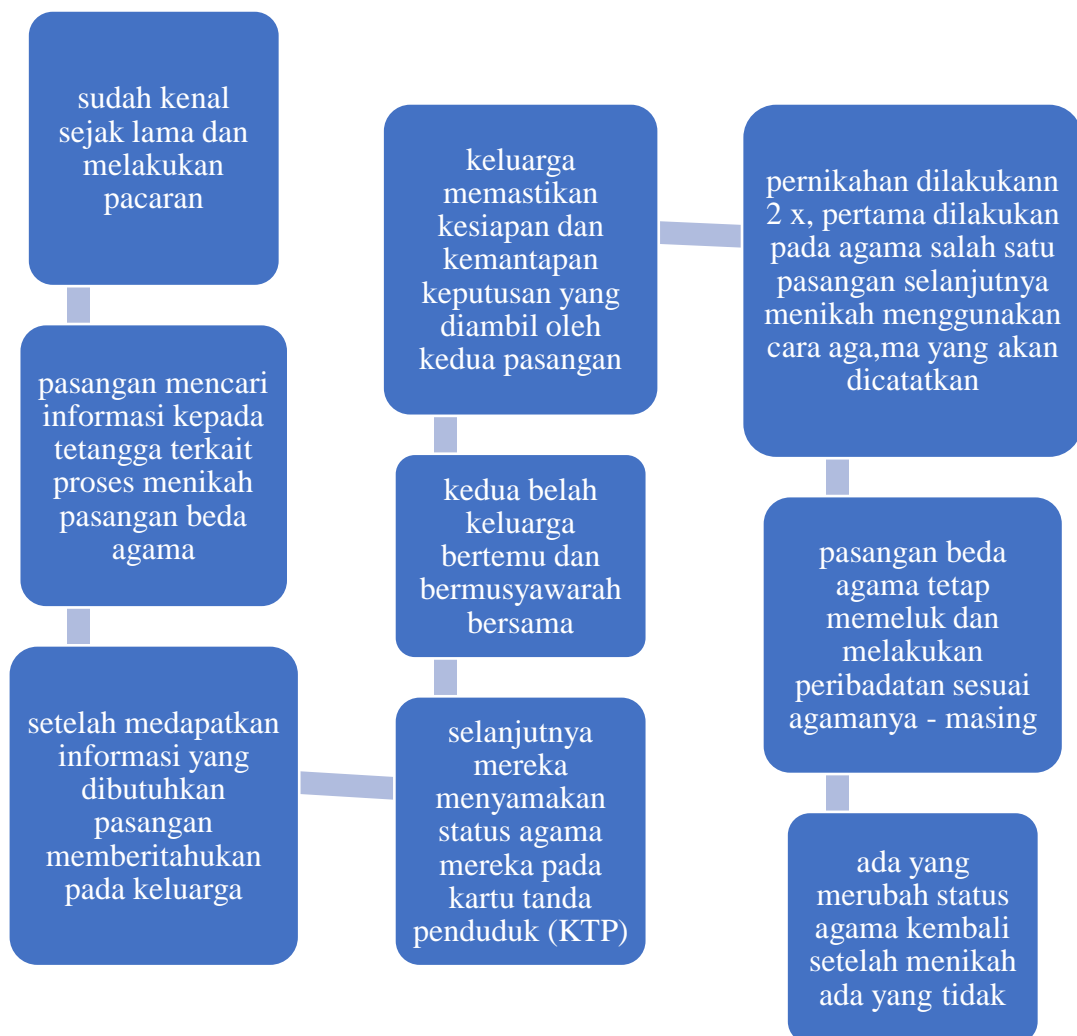 sudah kenal
sejak lama dan
melakukan
pacaran
pasangan mencari
informasi kepada
tetangga terkait
proses menikah
pasangan beda
agama
setelah medapatkan
informasi yang
dibutuhkan
pasangan
memberitahukan
pada keluarga
selanjutnya
mereka
menyamakan
status agama
mereka pada
kartu tanda
penduduk (KTP)
kedua belah
keluarga
bertemu dan
bermusyawarah
bersama
keluarga
memastikan
kesiapan dan
kemantapan
keputusan yang
diambil oleh
kedua pasangan
pernikahan dilakukann
2 x, pertama dilakukan
pada agama salah satu
pasangan selanjutnya
menikah menggunakan
cara aga,ma yang akan
dicatatkan
pasangan beda
agama tetap
memeluk dan
melakukan
peribadatan sesuai
agamanya - masing
ada yang
merubah status
agama kembali
setelah menikah
ada yang tidak